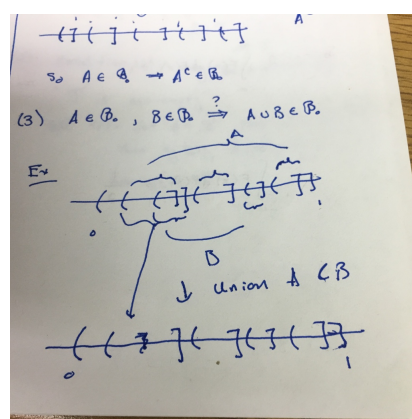 So A ∈ B₀ → Aᶜ ∈ B₀
(3) A ∈ B₀, B ∈ B₀ ?⇒ A ∪ B ∈ B₀
A
Ex
0 1
B
↓ Union A & B
0 1